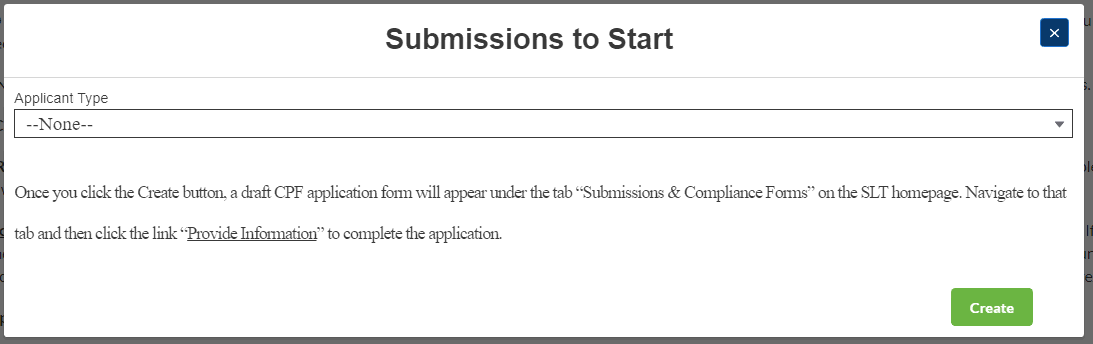 Submissions to Start
Applicant Type
--None--
Once you click the Create button, a draft CPF application form will appear under the tab “Submissions & Compliance Forms” on the SLT homepage. Navigate to that
tab and then click the link “Provide Information” to complete the application.
Create